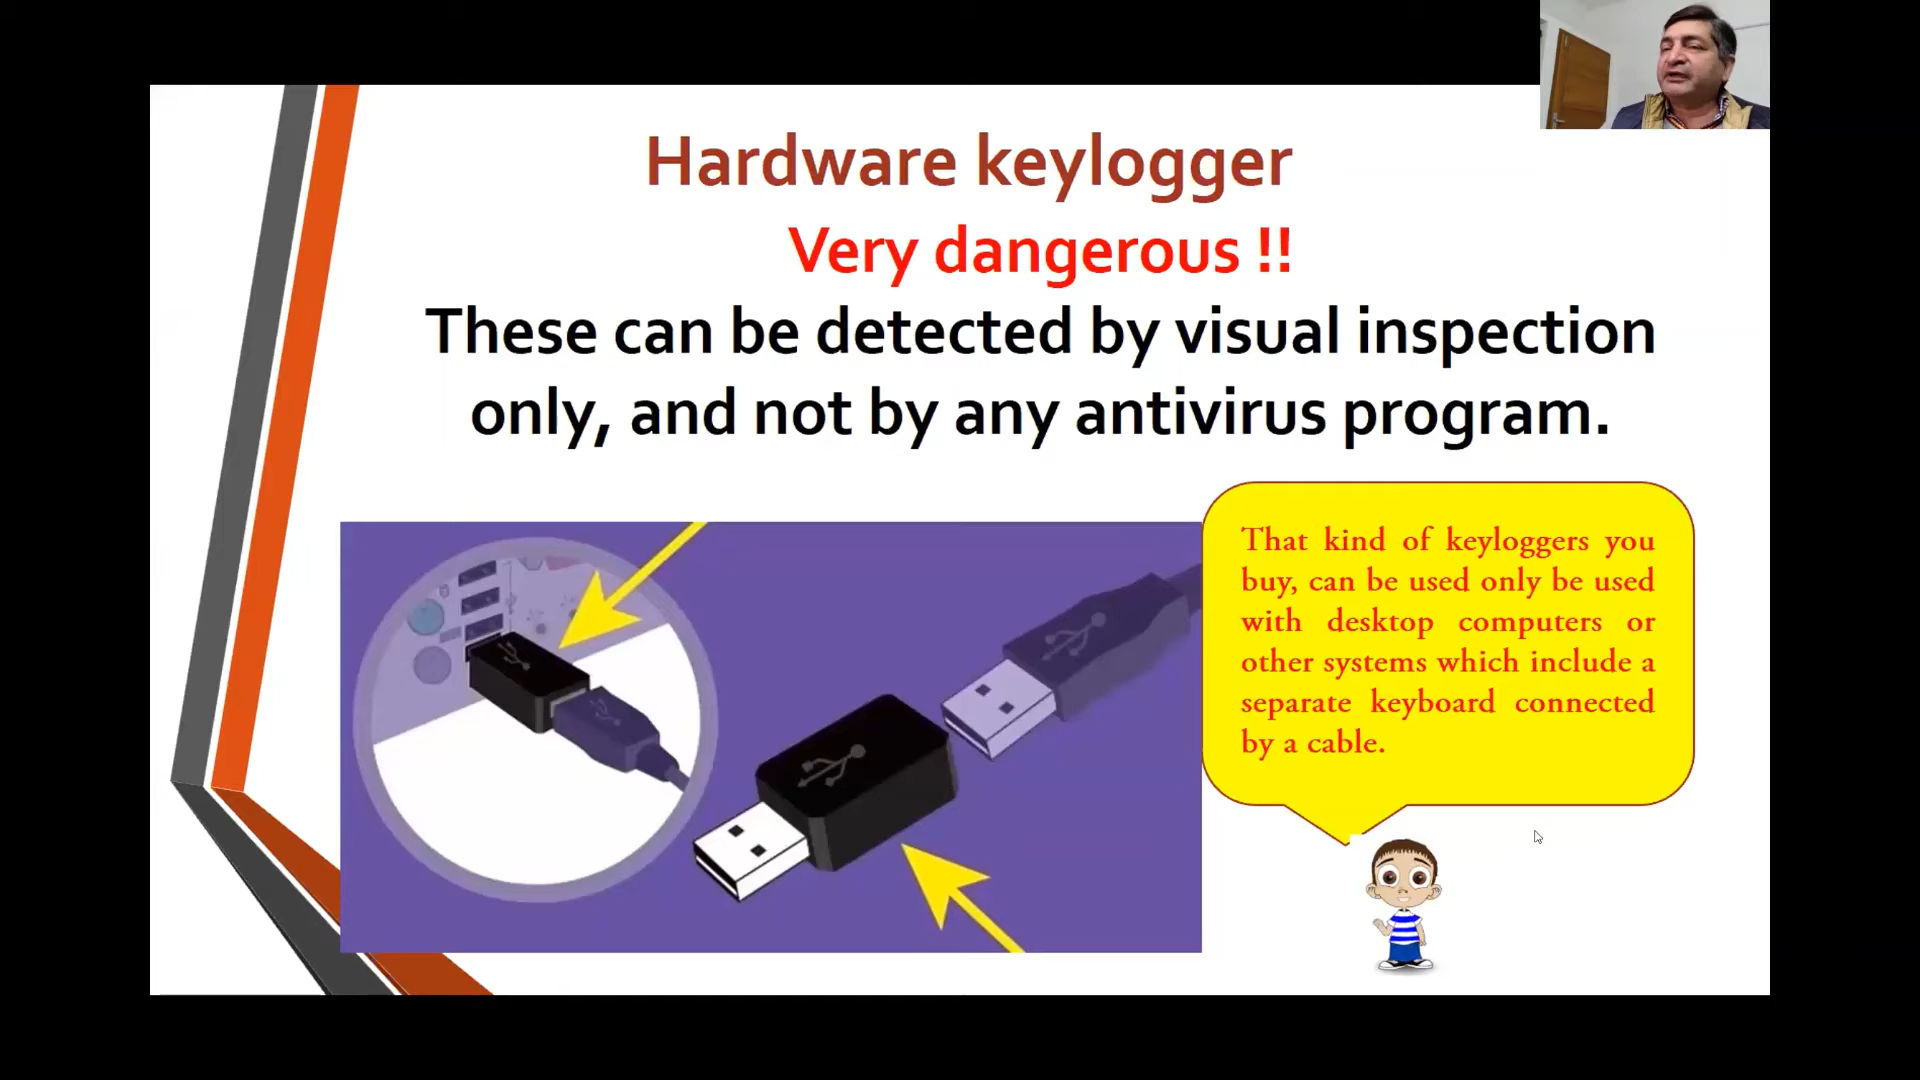 Hardware keylogger
Very dangerous !!
These can be detected by visual inspection
only, and not by any antivirus program.
That kind of keyloggers you
buy, can be used only be used
with desktop computers or
other systems which include a
separate keyboard connected
by a cable.